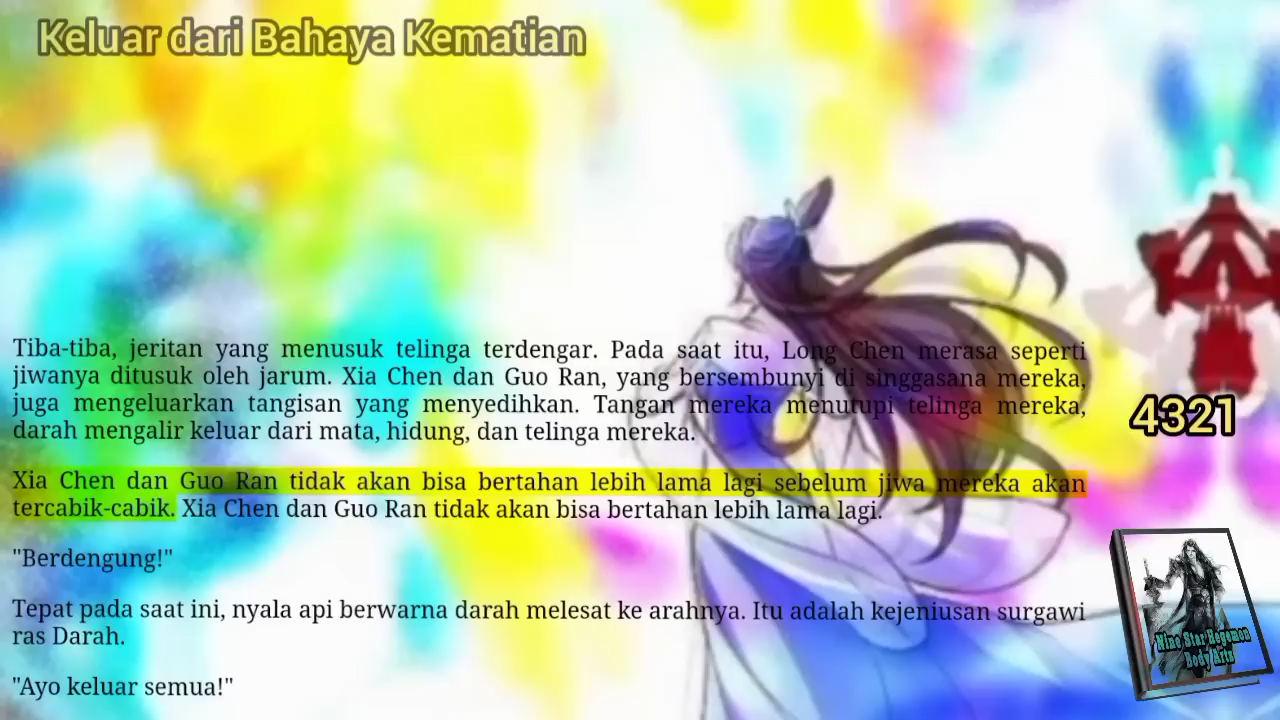 Keluar dari Bahaya Kematian
Tiba-tiba, jeritan yang menusuk telinga terdengar. Pada saat itu, Long Chen merasa seperti
jiwanya ditusuk oleh jarum. Xia Chen dan Guo Ran, yang bersembunyi di singgasana mereka,
juga mengeluarkan tangisan yang menyedihkan. Tangan mereka menutupi telinga mereka,
darah mengalir keluar dari mata, hidung, dan telinga mereka.
4321
Xia Chen dan Guo Ran tidak akan bisa bertahan lebih lama lagi sebelum jiwa mereka akan
tercabik-cabik. Xia Chen dan Guo Ran tidak akan bisa bertahan lebih lama lagi.
"Berdengung!"
Tepat pada saat ini, nyala api berwarna darah melesat ke arahnya. Itu adalah kejeniusan surgawi
ras Darah.
"Ayo keluar semua!"
Nine Star Hegemon
Body Arts